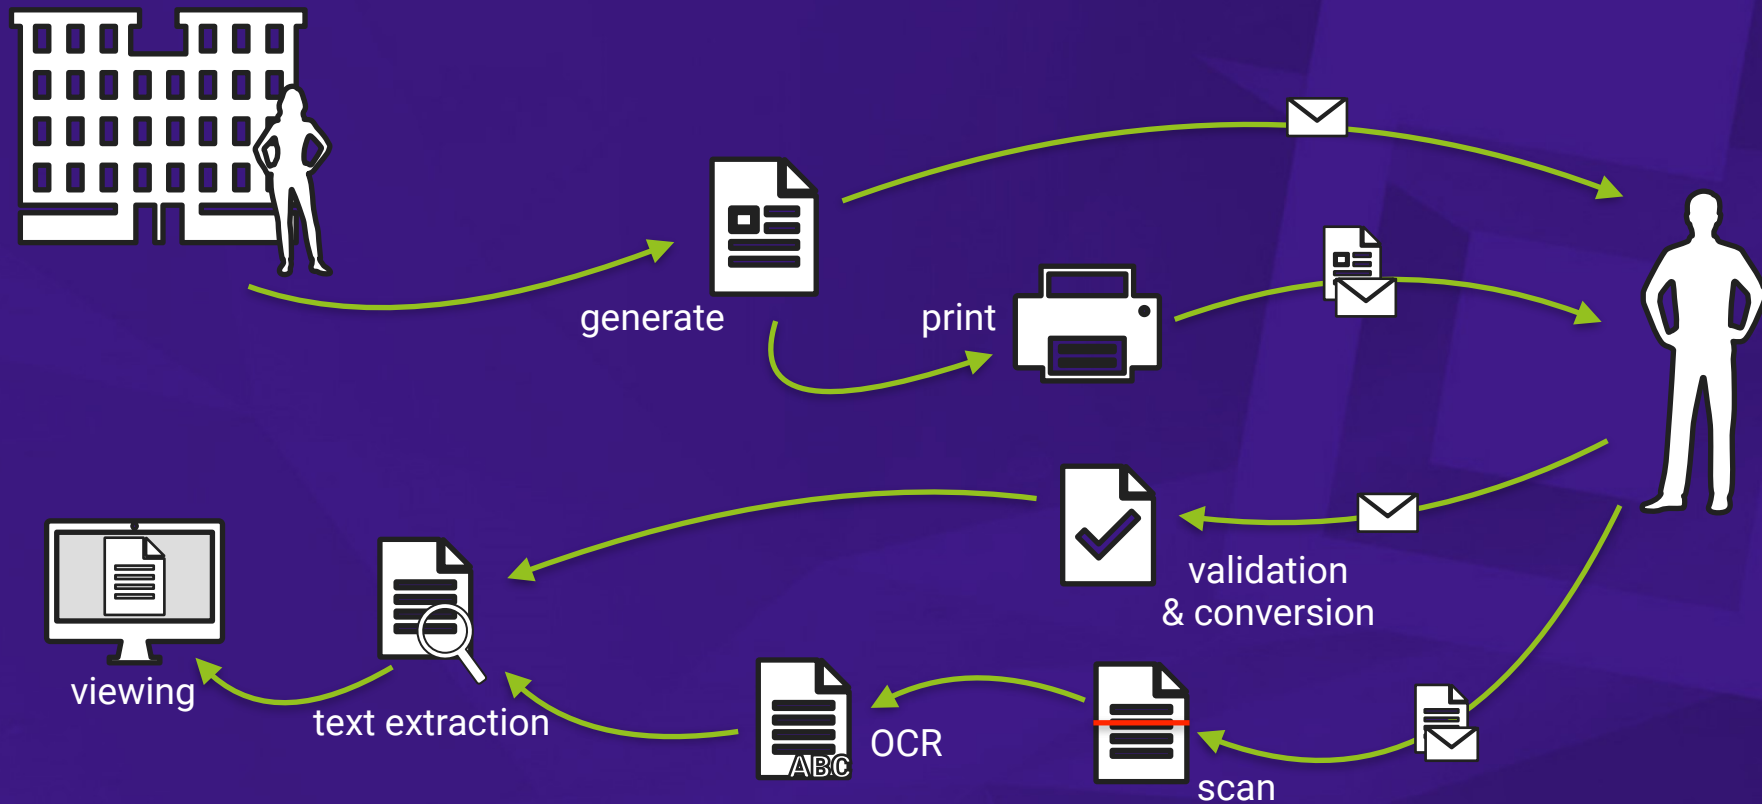 generate
print
validation
& conversion
viewing
text extraction
OCR
ABC
scan